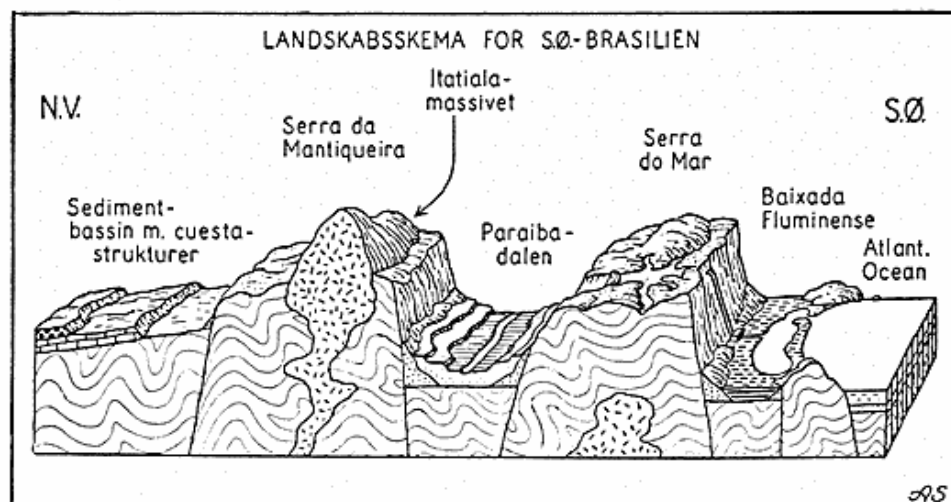 LANDSKABSSKEMA FOR S.Ø.-BRASILIEN
N.V.
S.Ø.
Itatiala-
massivet
Serra da
Mantiqueira
Serra
do Mar
Sediment-
bassin m. cuesta-
strukturer
Paraiba-
dalen
Baixada
Fluminense
Atlant.
Ocean
AS